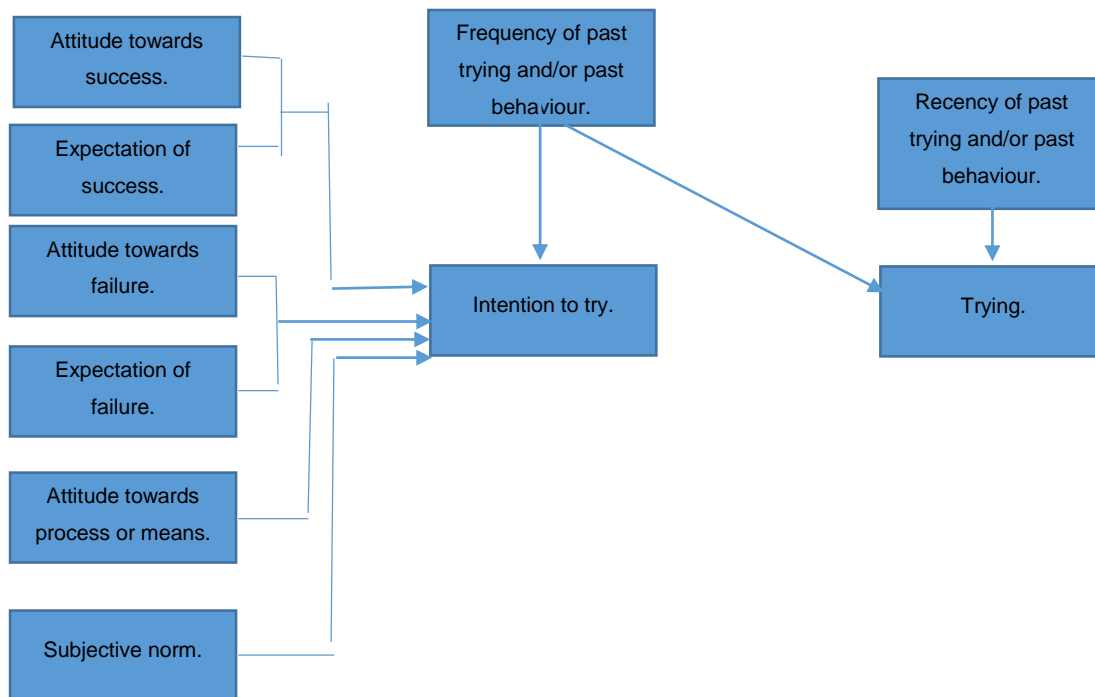 Attitude towards
success.
Expectation of
success.
Attitude towards
failure.
Expectation of
failure.
Attitude towards
process or means.
Subjective norm.
Frequency of past
trying and/or past
behaviour.
Intention to try.
Recency of past
trying and/or past
behaviour.
Trying.